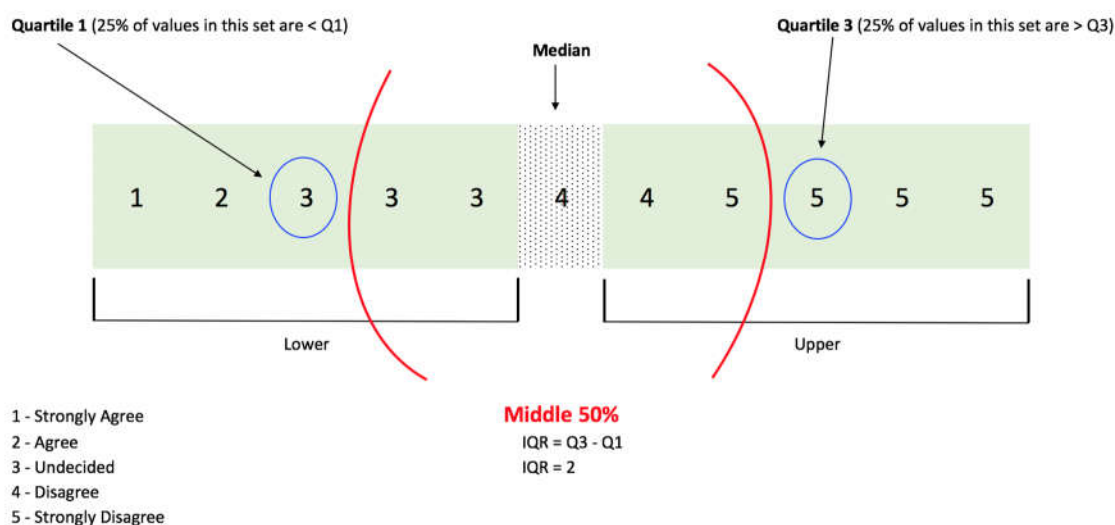 Quartile 1 (25% of values in this set are < Q1)
Quartile 3 (25% of values in this set are > Q3)
Median
1 2 3 3 3 4 4 5 5 5 5
Lower
Upper
Middle 50%
IQR = Q3 - Q1
IQR = 2
1 - Strongly Agree
2 - Agree
3 - Undecided
4 - Disagree
5 - Strongly Disagree